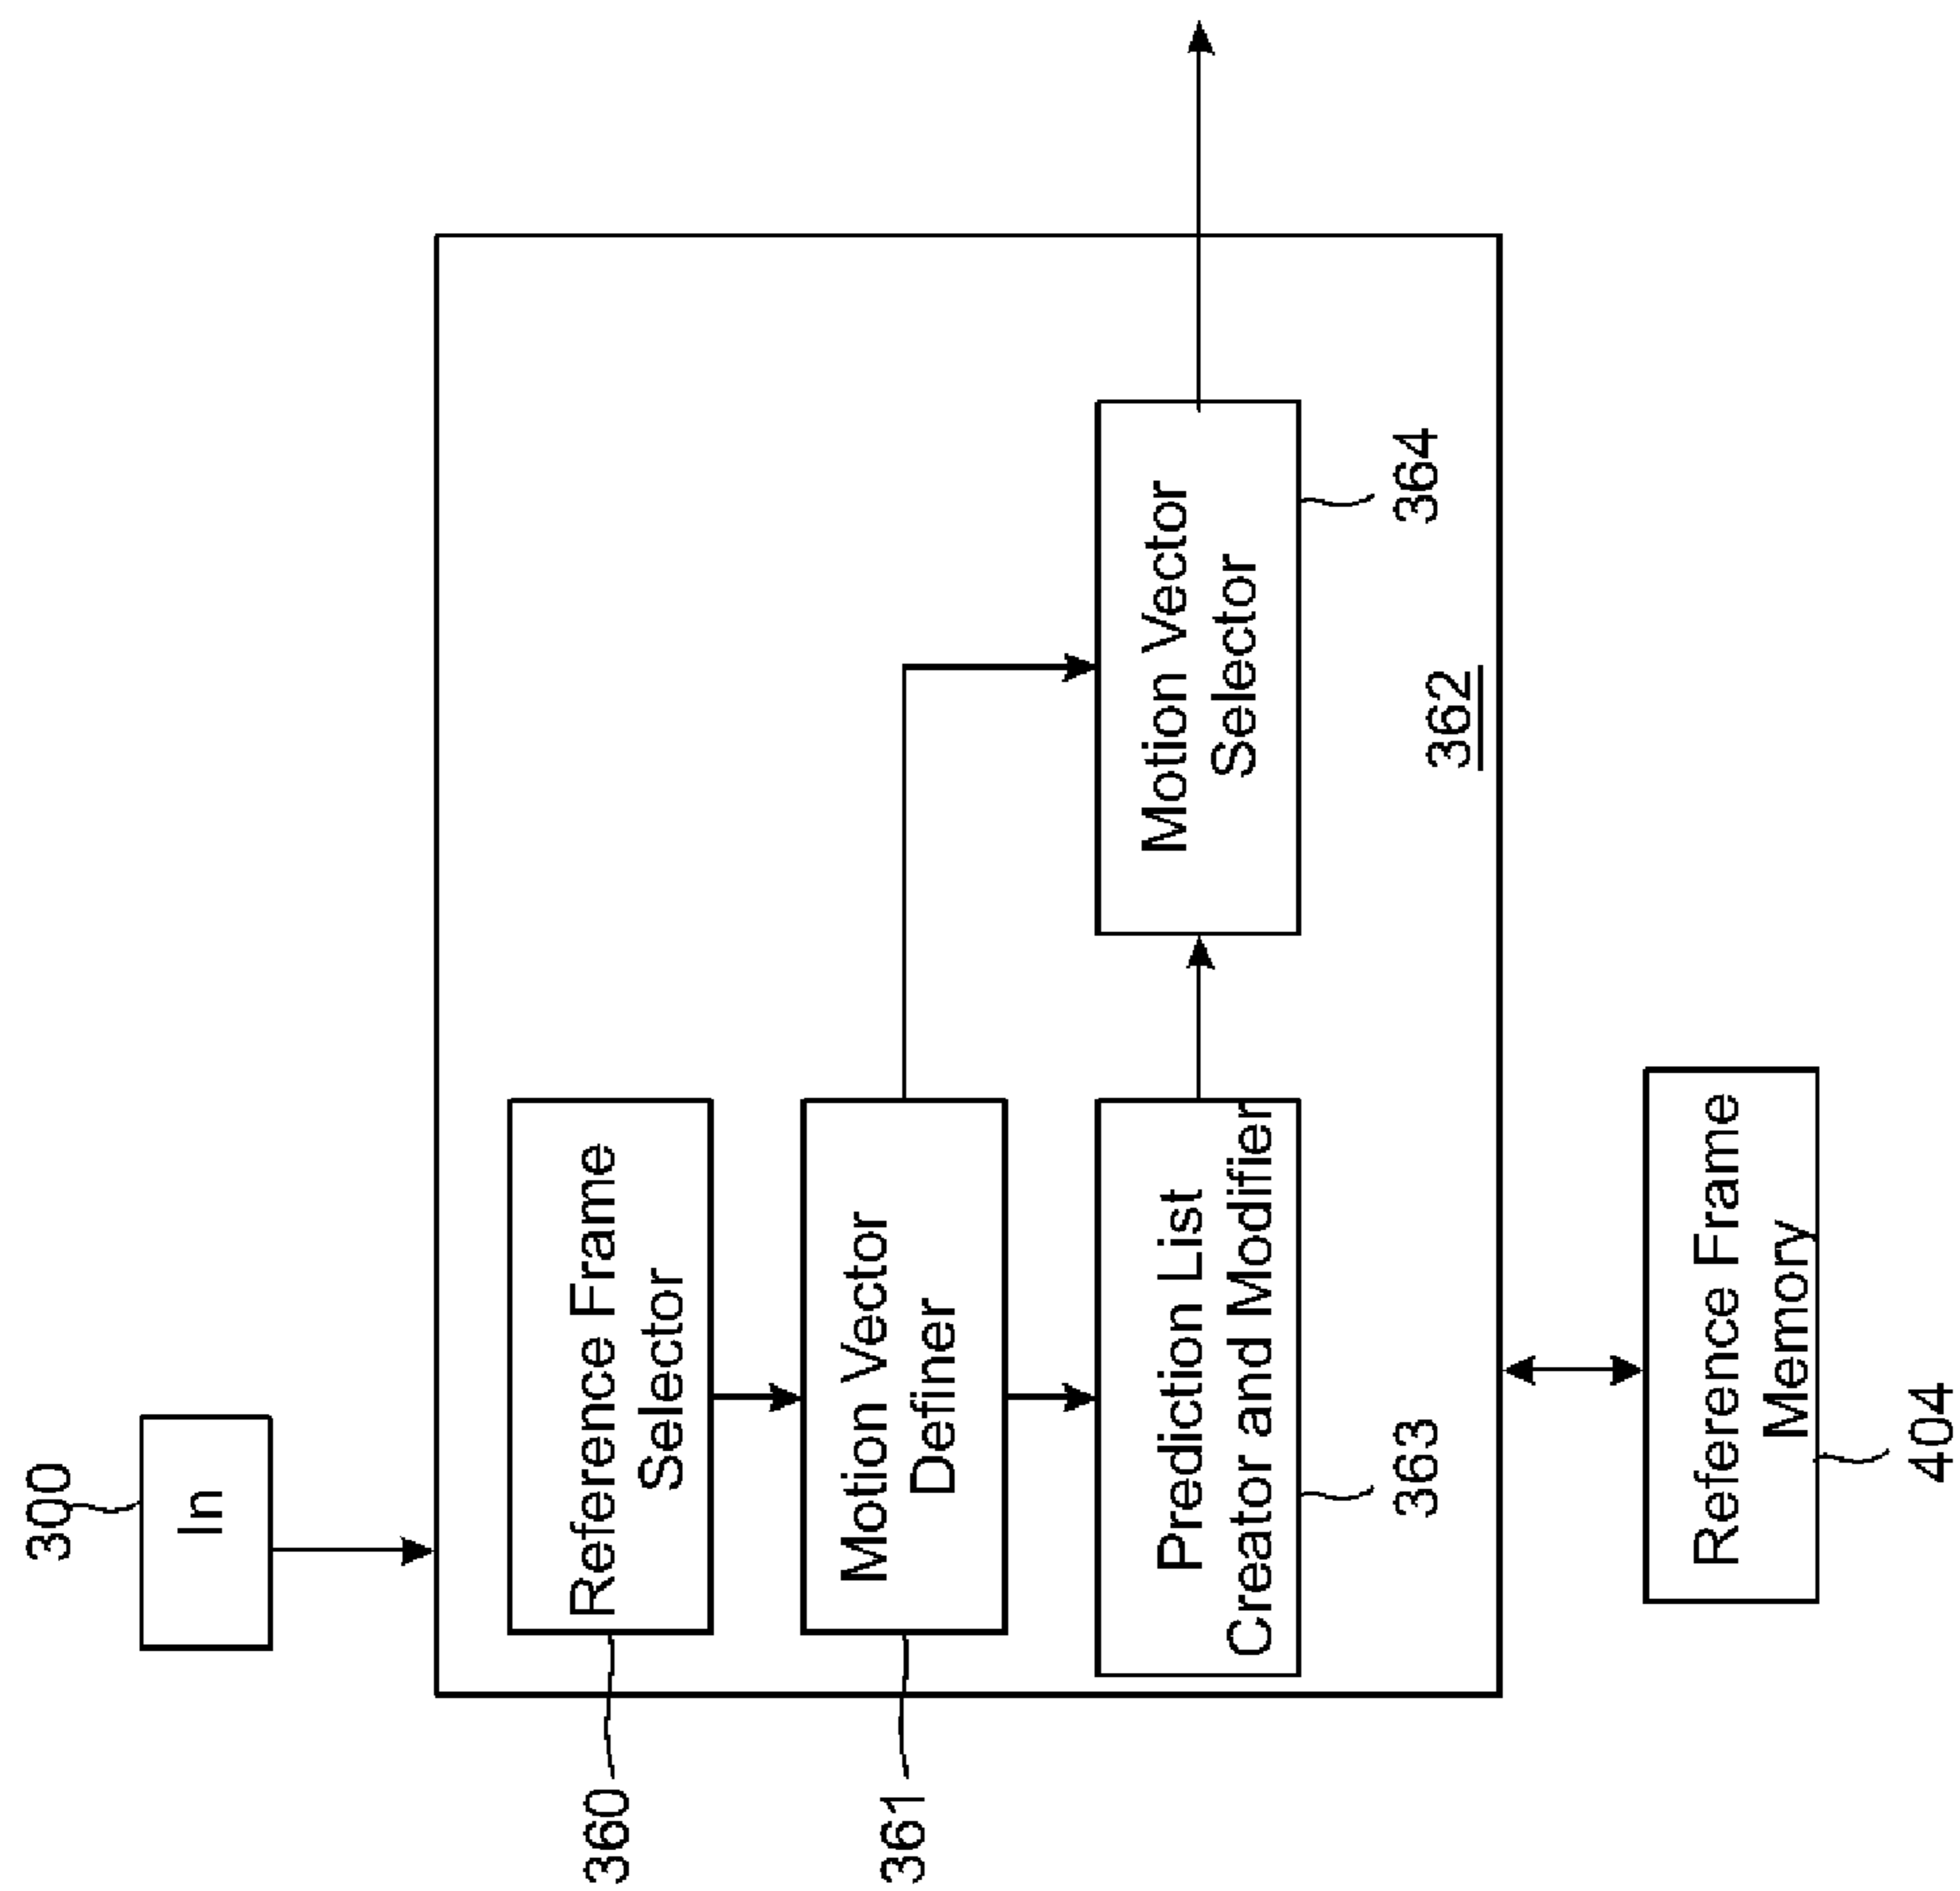 300
In
360
Reference Frame
Selector
361
Motion Vector
Definer
Prediction List
Creator and Modifier
363
Motion Vector
Selector
364
362
Reference Frame
Memory
404